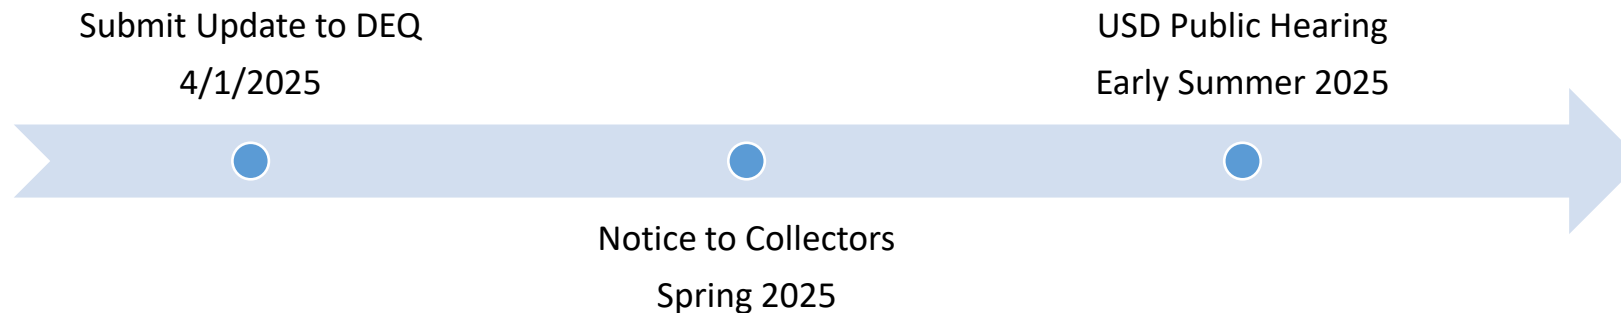 Submit Update to DEQ
4/1/2025
Notice to Collectors
Spring 2025
USD Public Hearing
Early Summer 2025